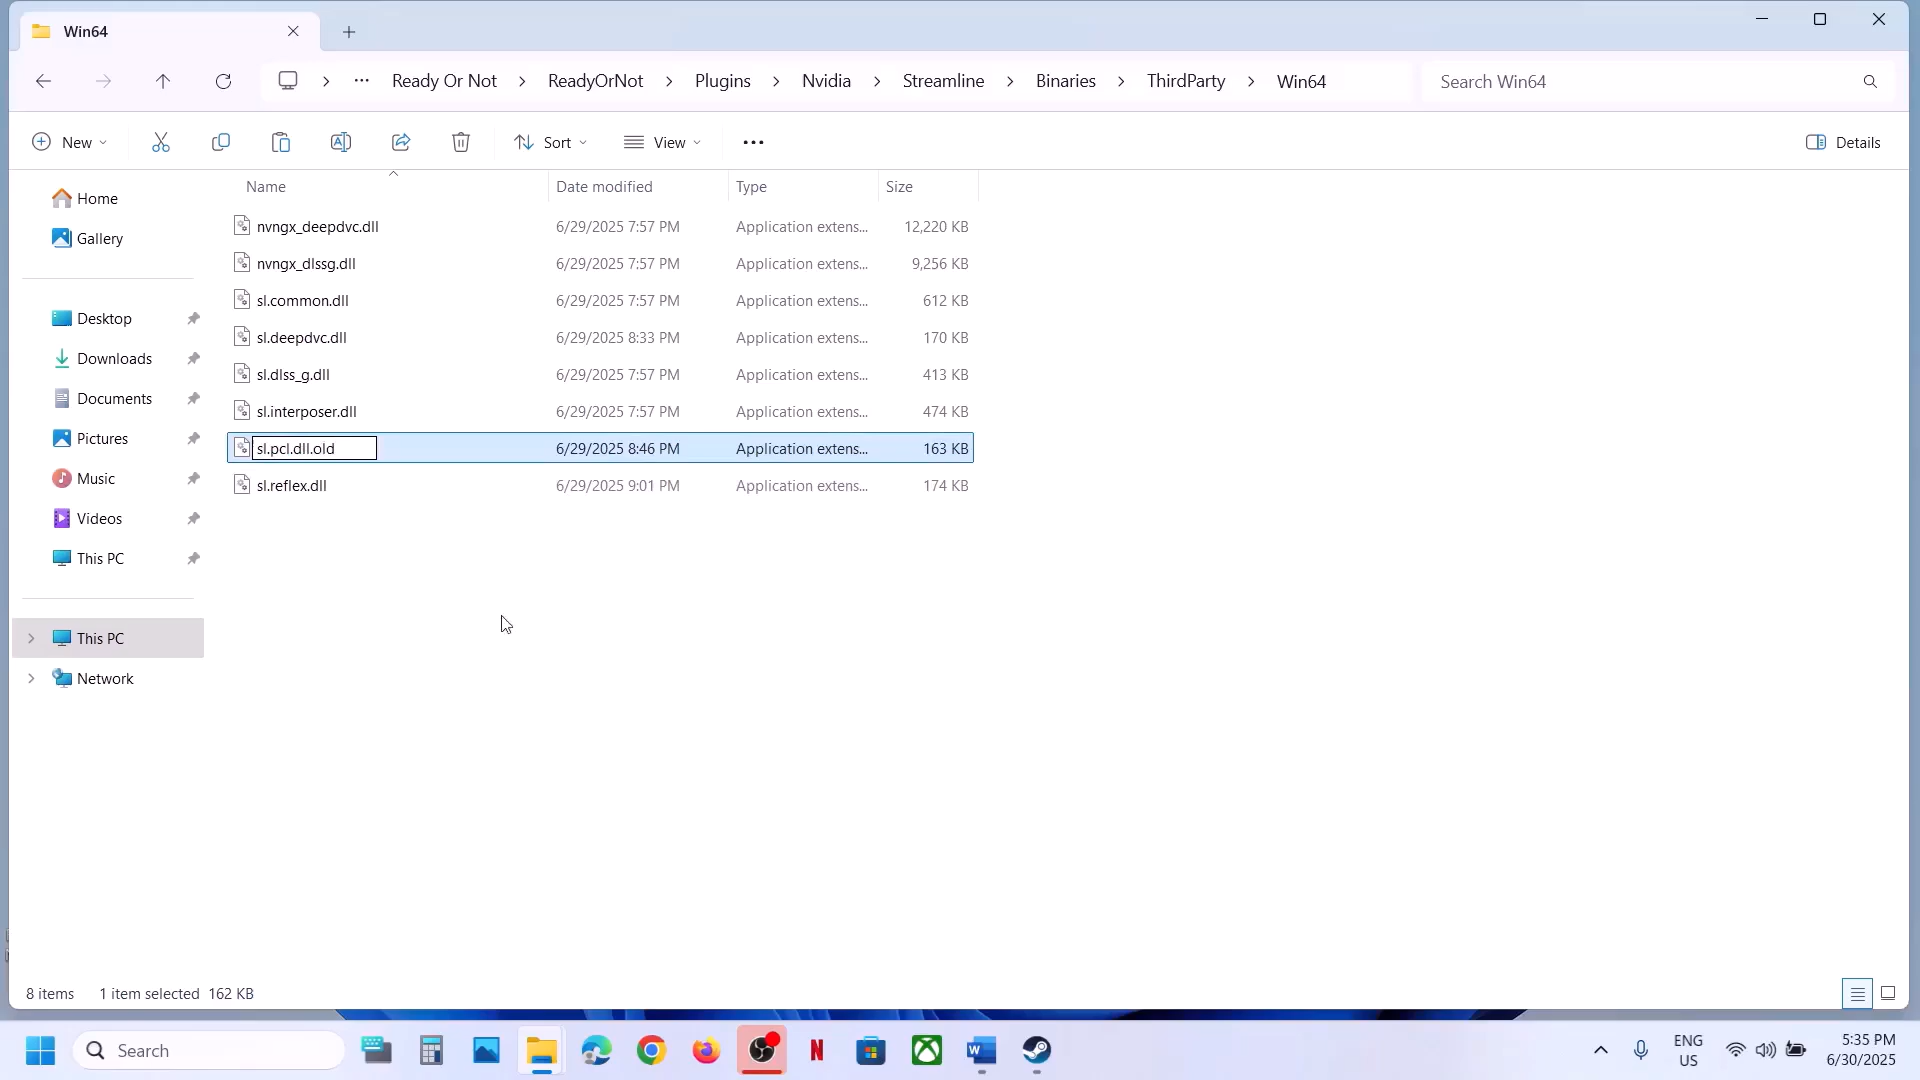 Win64
Ready Or Not > ReadyOrNot > Plugins > Nvidia > Streamline > Binaries > ThirdParty > Win64
Search Win64
New
Sort
View
Details
Name Date modified Type Size
nvngx_deepdvc.dll 6/29/2025 7:57 PM Application extens... 12,220 KB
nvngx_dlssg.dll 6/29/2025 7:57 PM Application extens... 9,256 KB
sl.common.dll 6/29/2025 7:57 PM Application extens... 612 KB
sl.deepdvc.dll 6/29/2025 8:33 PM Application extens... 170 KB
sl.dlss_g.dll 6/29/2025 7:57 PM Application extens... 413 KB
sl.interposer.dll 6/29/2025 7:57 PM Application extens... 474 KB
sl.pcl.dll.old 6/29/2025 8:46 PM Application extens... 163 KB
sl.reflex.dll 6/29/2025 9:01 PM Application extens... 174 KB
Home
Gallery
Desktop
Downloads
Documents
Pictures
Music
Videos
This PC
This PC
Network
8 items 1 item selected 162 KB
Search
ENG
US
5:35 PM
6/30/2025